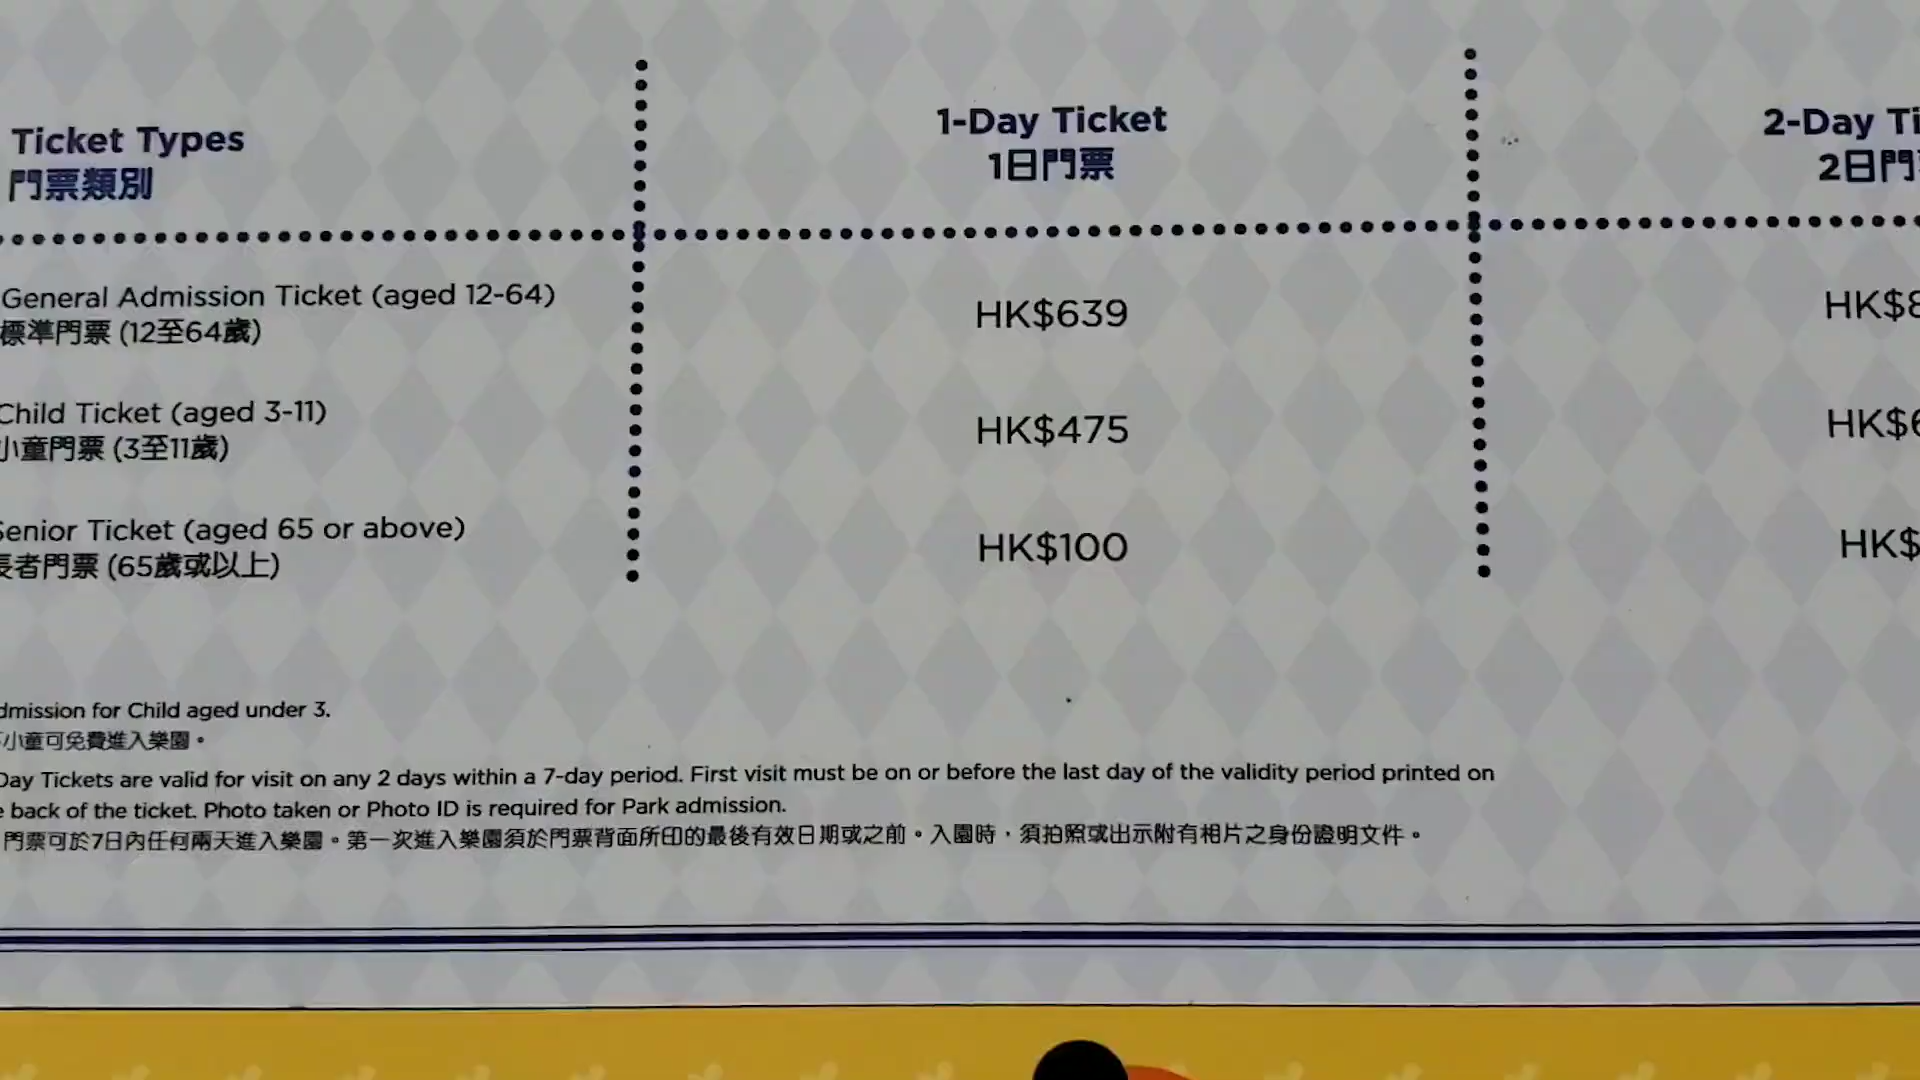 Ticket Types
門票類別
1-Day Ticket
1日門票
2-Day
2日門
General Admission Ticket (aged 12-64)
標準門票 (12至64歲)
HK$639
HK$8
Child Ticket (aged 3-11)
小童門票 (3至11歲)
HK$475
HK$6
Senior Ticket (aged 65 or above)
長者門票 (65歲或以上)
HK$100
HK$
dmission for Child aged under 3.
小童可免費進入樂園。
Day Tickets are valid for visit on any 2 days within a 7-day period. First visit must be on or before the last day of the validity period printed on
back of the ticket. Photo taken or Photo ID is required for Park admission.
門票可於7日內任何兩天進入樂園。第一次進入樂園須於門票背面所印的最後有效日期或之前。入園時，須拍照或出示附有相片之身份證明文件。